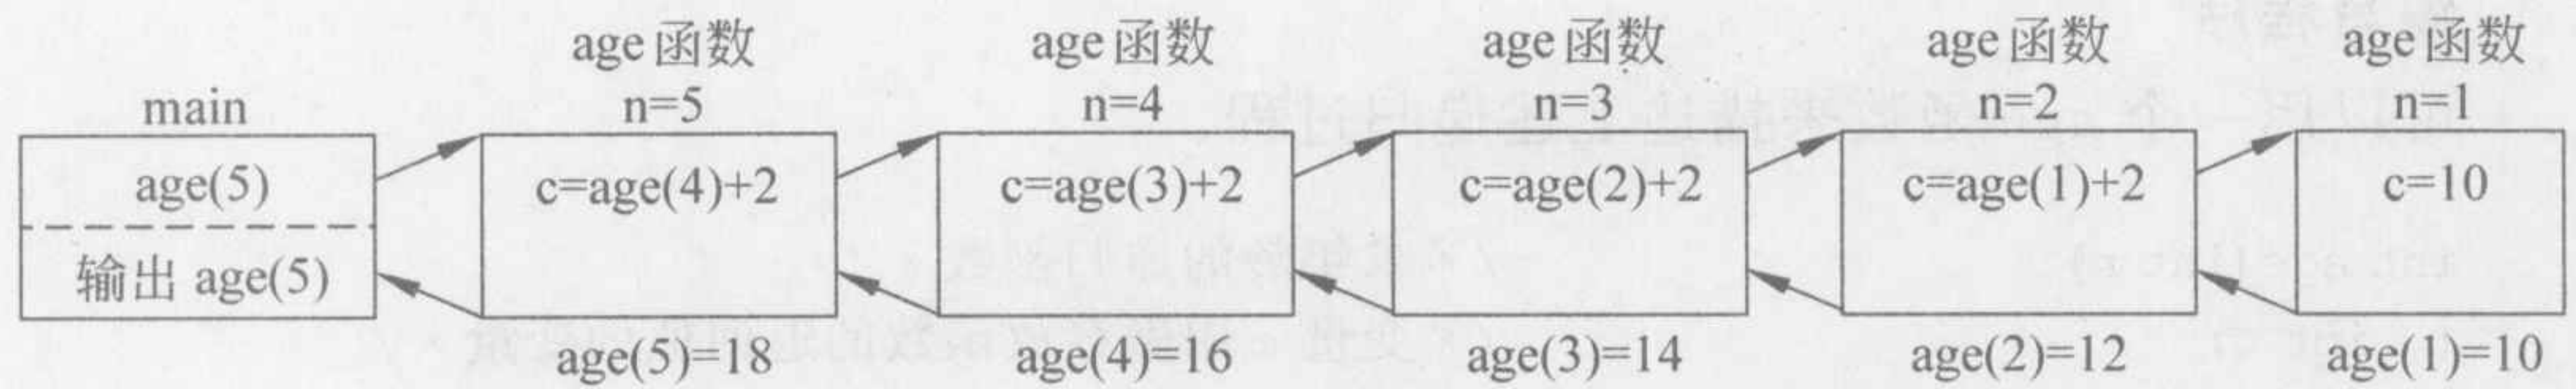 age函数 age函数 age函数 age函数 age函数
main n=5 n=4 n=3 n=2 n=1
age(5) c=age(4)+2 c=age(3)+2 c=age(2)+2 c=age(1)+2 c=10
输出 age(5)
age(5)=18 age(4)=16 age(3)=14 age(2)=12 age(1)=10